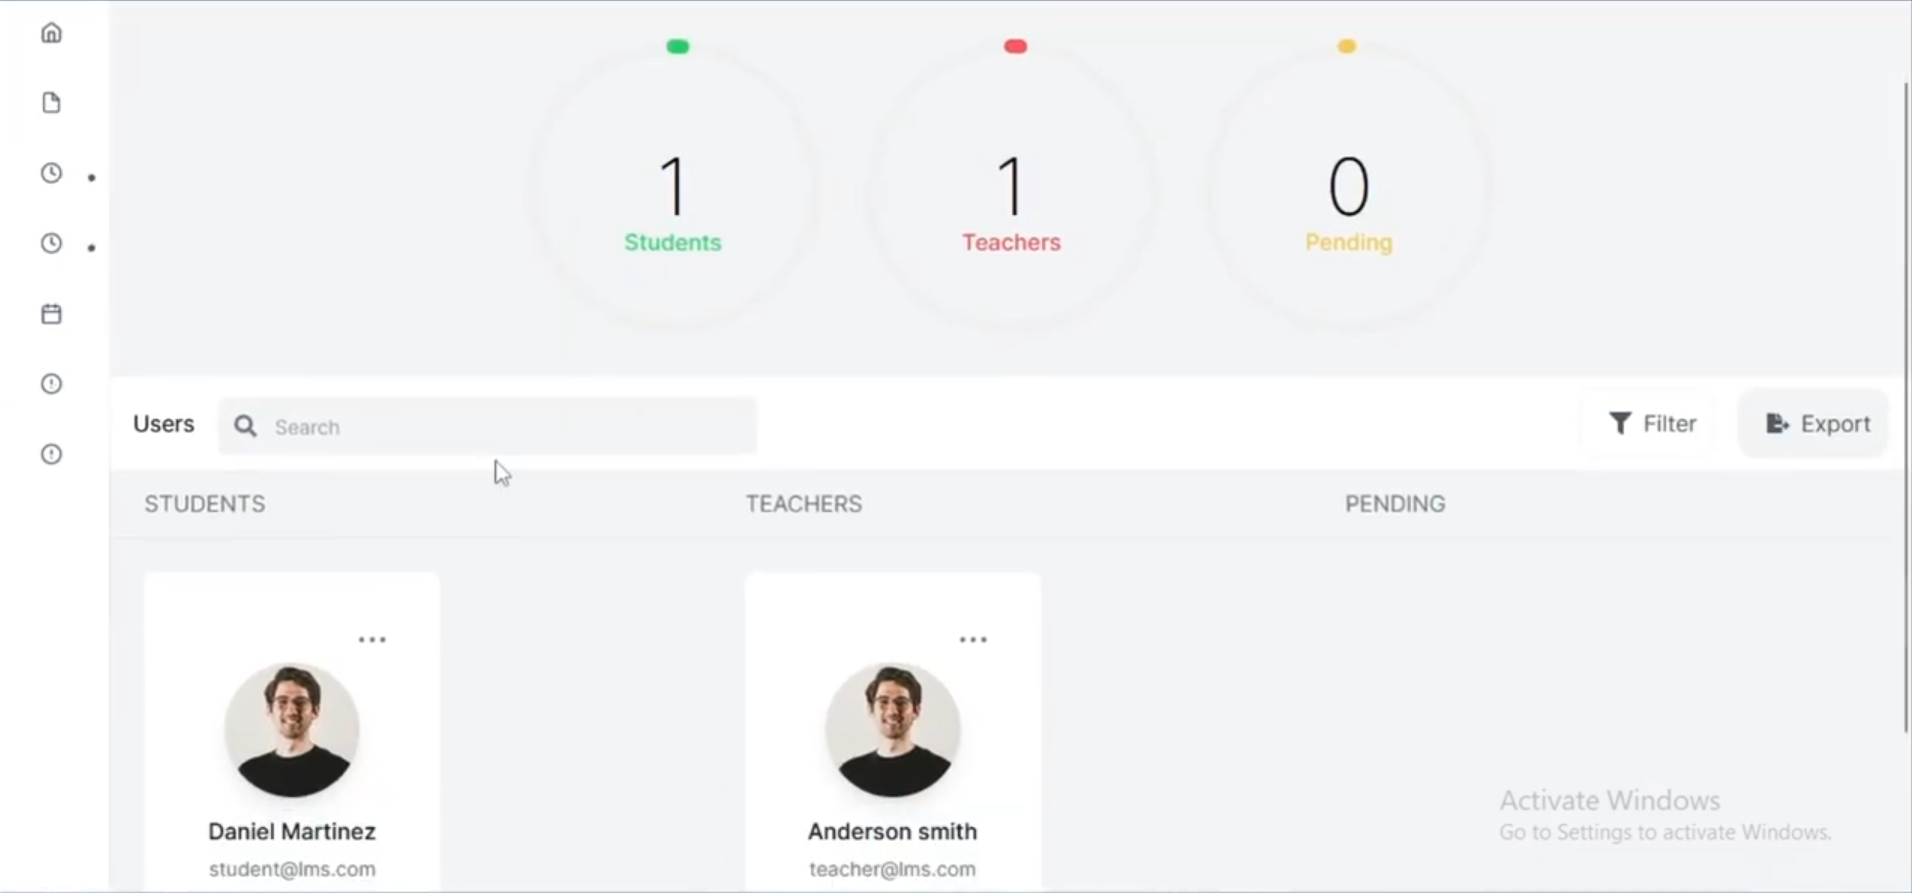 1
Students
1
Teachers
0
Pending
Users
Search
Filter
Export
STUDENTS
TEACHERS
PENDING
Daniel Martinez
student@lms.com
Anderson smith
teacher@lms.com
Activate Windows
Go to Settings to activate Windows.